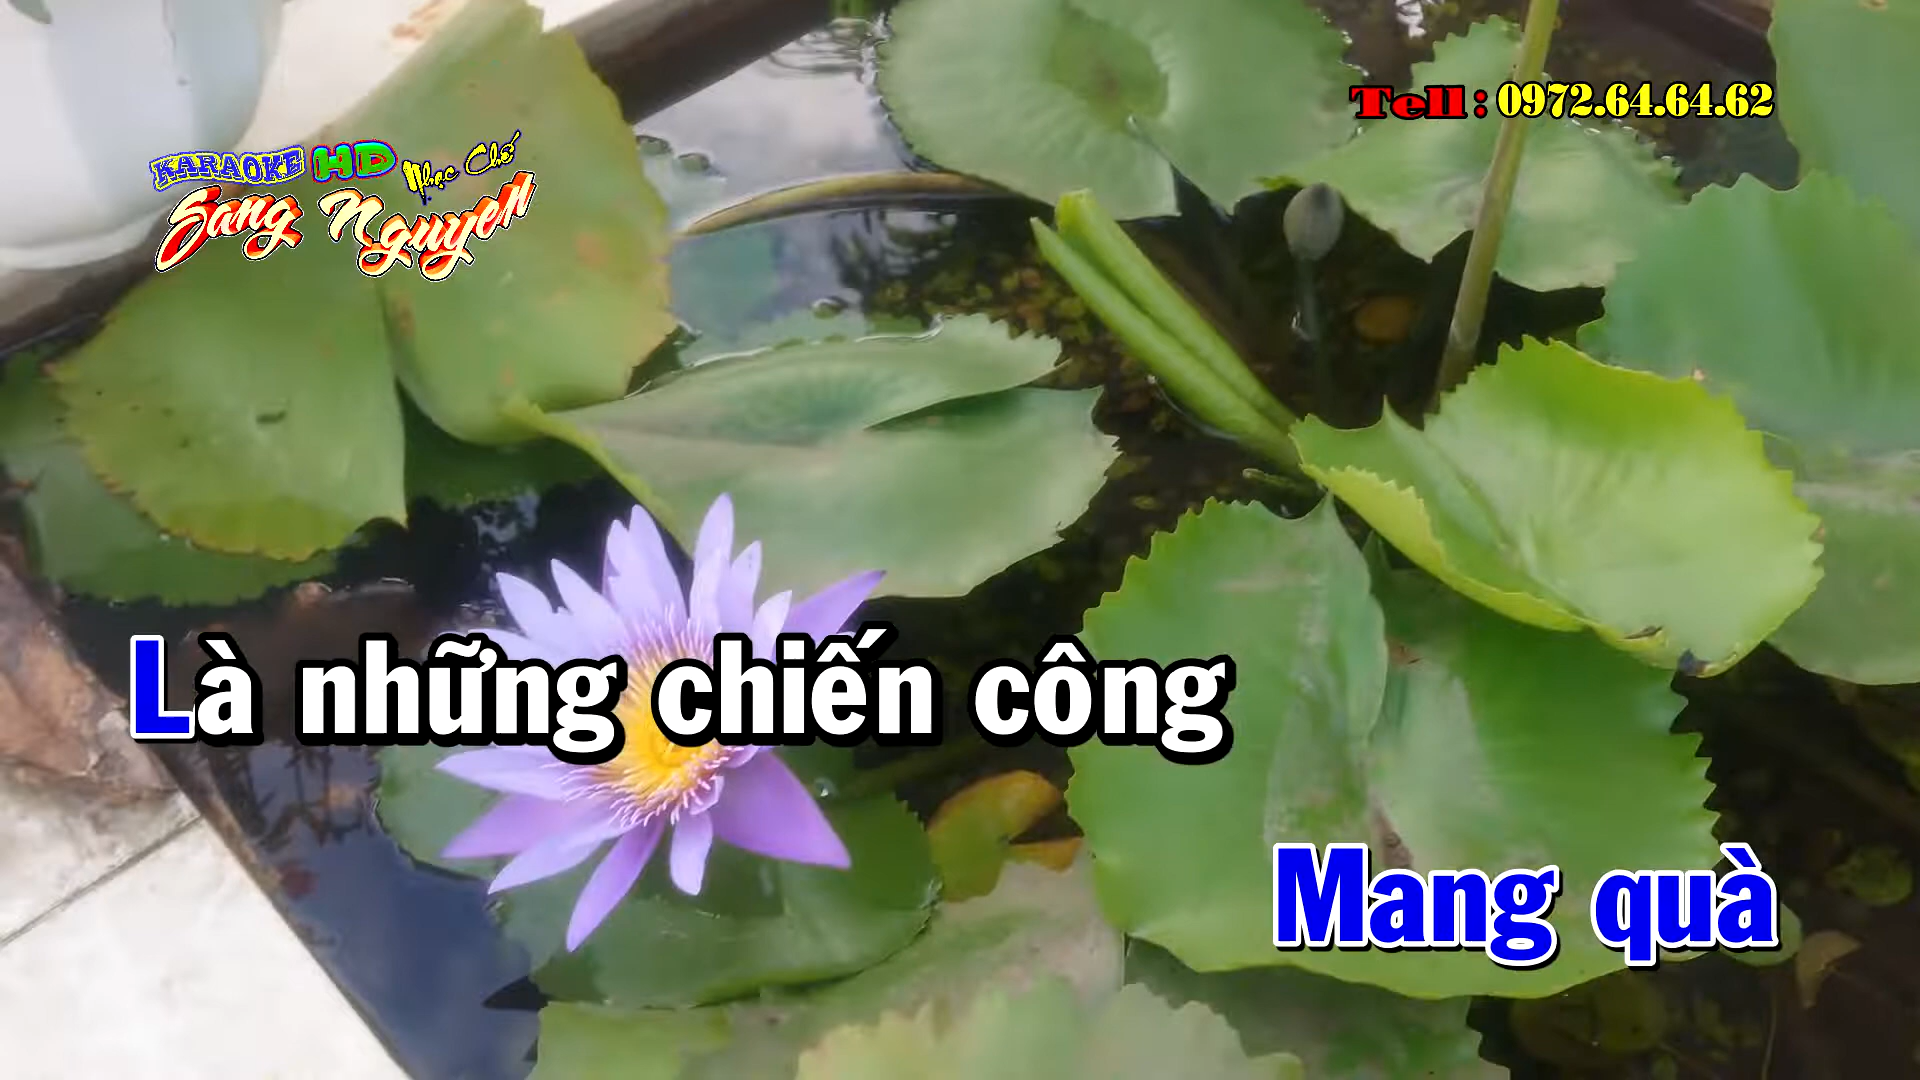 Tell : 0972.64.64.62
KARAOKE HD Nhạc Chế
Sang Nguyen
Là những chiến công
Mang quà